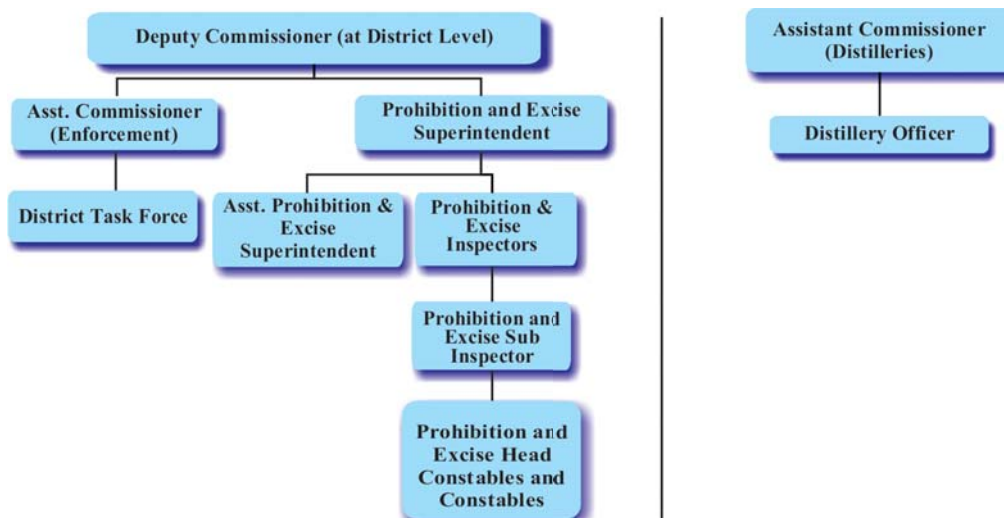 Deputy Commissioner (at District Level)
Asst. Commissioner
(Enforcement)
Prohibition and Excise
Superintendent
District Task Force
Asst. Prohibition &
Excise
Superintendent
Prohibition &
Excise
Inspectors
Prohibition and
Excise Sub
Inspector
Prohibition and
Excise Head
Constables and
Constables
Assistant Commissioner
(Distilleries)
Distillery Officer